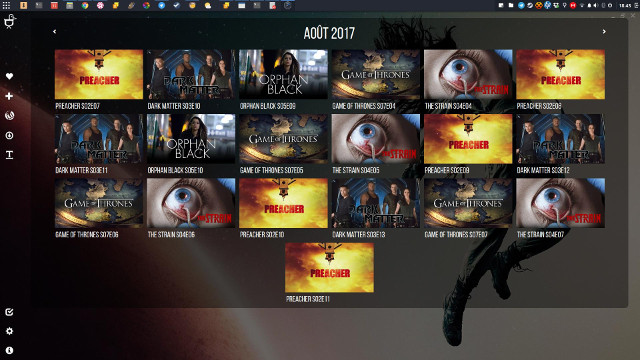 18:45
AOÛT 2017
PREACHER
DARK MATTER
ORPHAN BLACK
GAME OF THRONES
THE STRAIN
PREACHER
PREACHER S02E07
DARK MATTER S03E10
ORPHAN BLACK S05E09
GAME OF THRONES S07E04
THE STRAIN S04E04
PREACHER S02E08
DARK MATTER
ORPHAN BLACK
GAME OF THRONES
STRAIN
PREACHER
DARK MATTER
DARK MATTER S03E11
ORPHAN BLACK S05E10
GAME OF THRONES S07E05
THE STRAIN S04E05
PREACHER S02E09
DARK MATTER S03E12
GAME OF THRONES
STRAIN
PREACHER
DARK MATTER
GAME OF THRONES
STRAIN
GAME OF THRONES S07E06
THE STRAIN S04E06
PREACHER S02E10
DARK MATTER S03E13
GAME OF THRONES S07E07
THE STRAIN S04E07
PREACHER
PREACHER S02E11